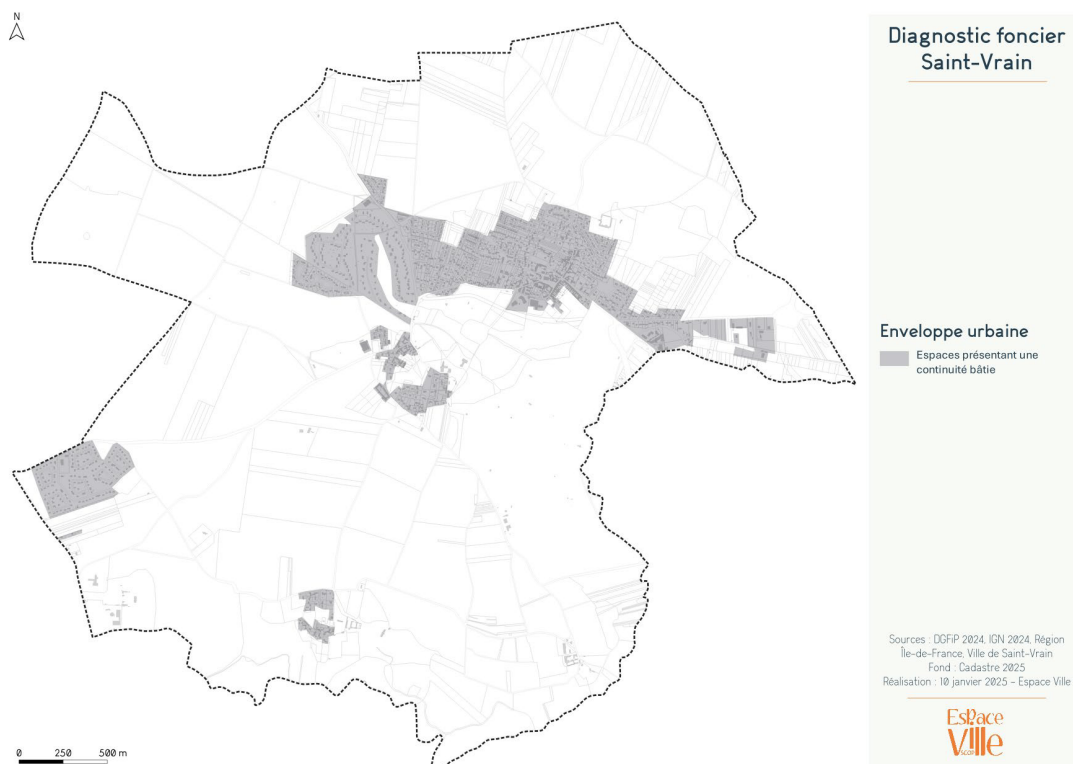 N
Diagnostic foncier
Saint-Vrain
Enveloppe urbaine
Espaces présentant une
continuité bâtie
Sources : DGFiP 2024, IGN 2024, Région
Île-de-France, Ville de Saint-Vrain
Fond : Cadastre 2025
Réalisation : 10 janvier 2025 - Espace Ville
Espace
Ville
SCOP
0 250 500 m